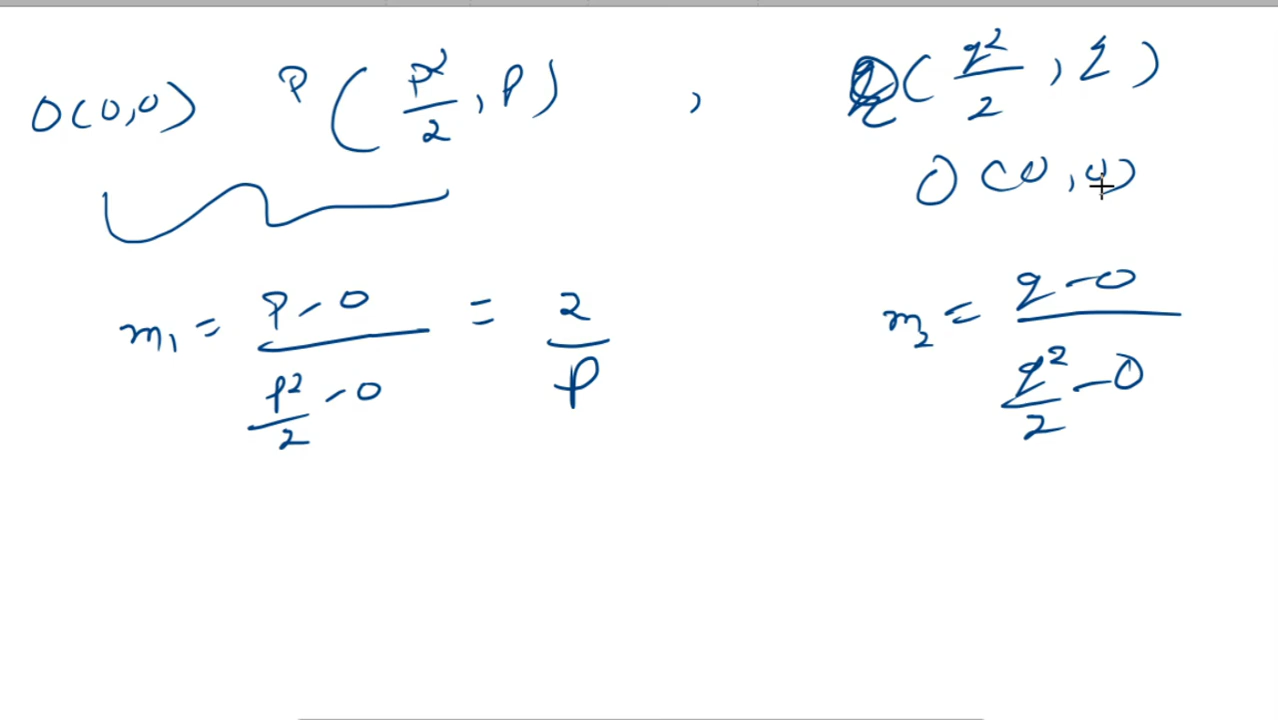 O(0,0) P(p²/2, p) , Q(q²/2, q)
O(0,0)
m₁ = (p - 0)/(p²/2 - 0) = 2/p m₂ = (q - 0)/(q²/2 - 0)